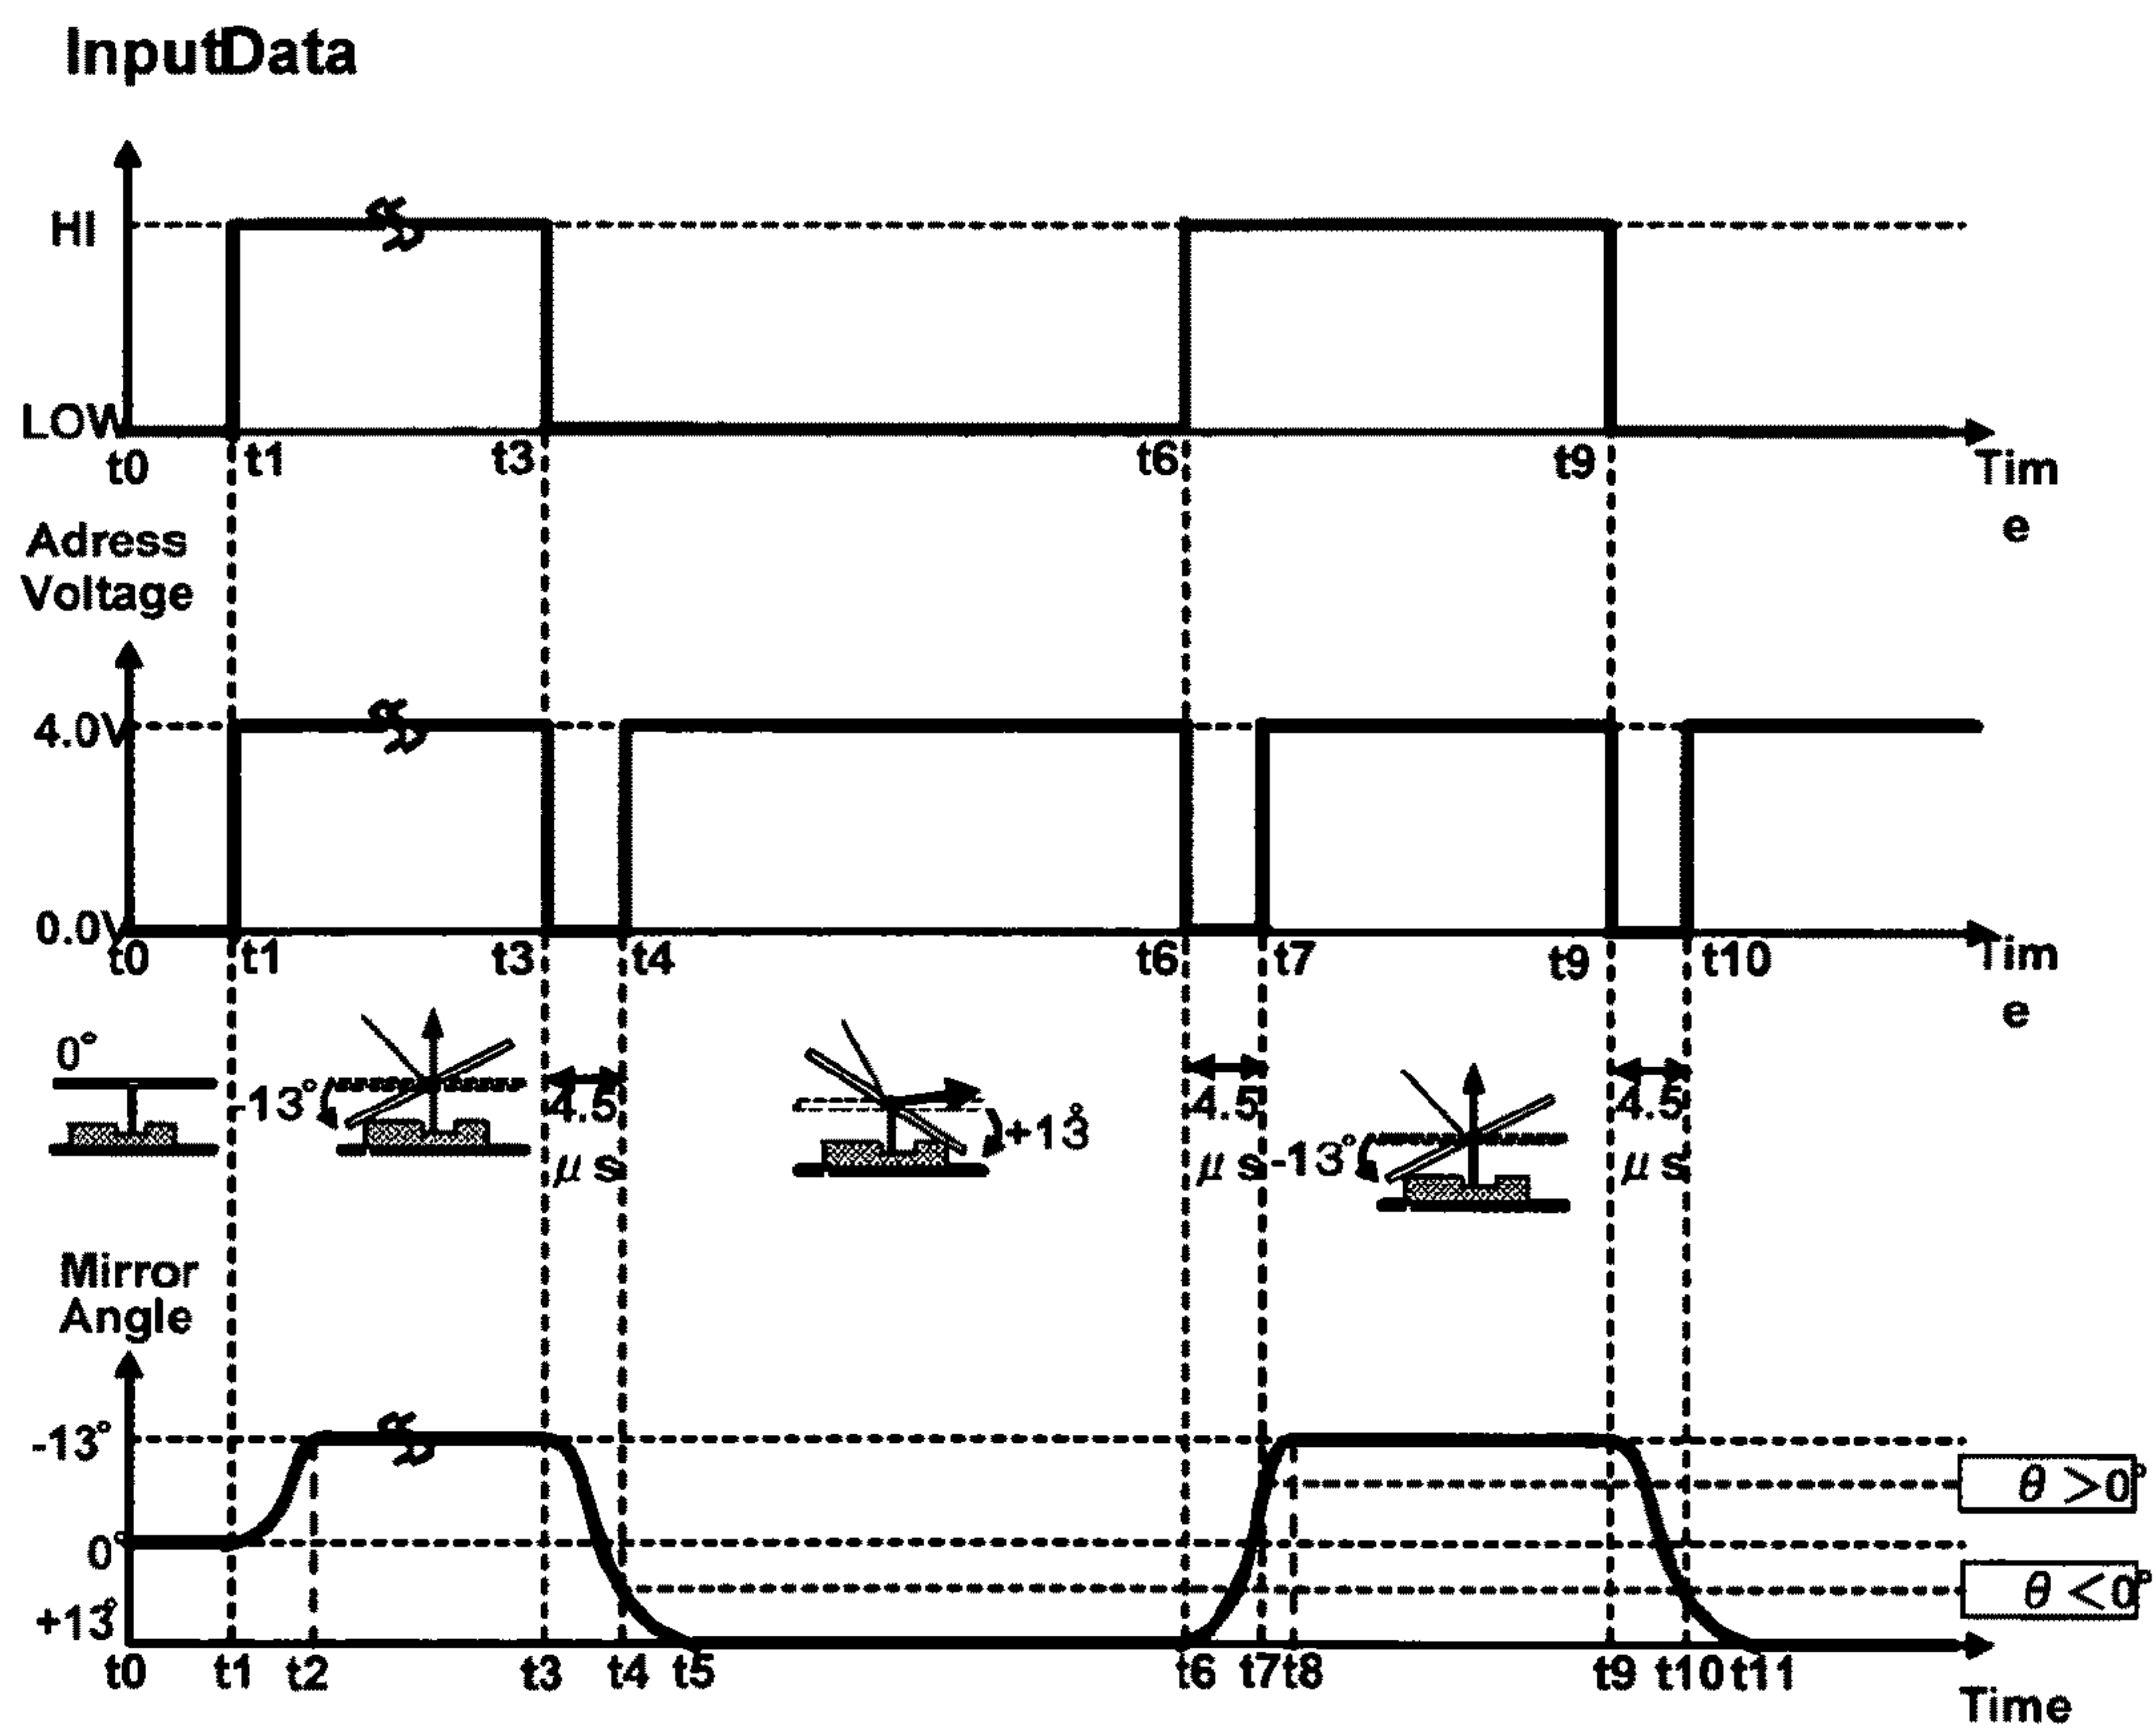 InputData
HI
LOW
t0 t1 t3 t6 t9 Tim
e
Adress
Voltage
4.0V
0.0V
t0 t1 t3 t4 t6 t7 t9 t10 Tim
e
0°
-13° 4.5 +13° 4.5 -13° 4.5
μs μs μs
Mirror
Angle
-13°
θ>0°
0°
θ<0°
+13°
t0 t1 t2 t3 t4 t5 t6 t7 t8 t9 t10 t11
Time